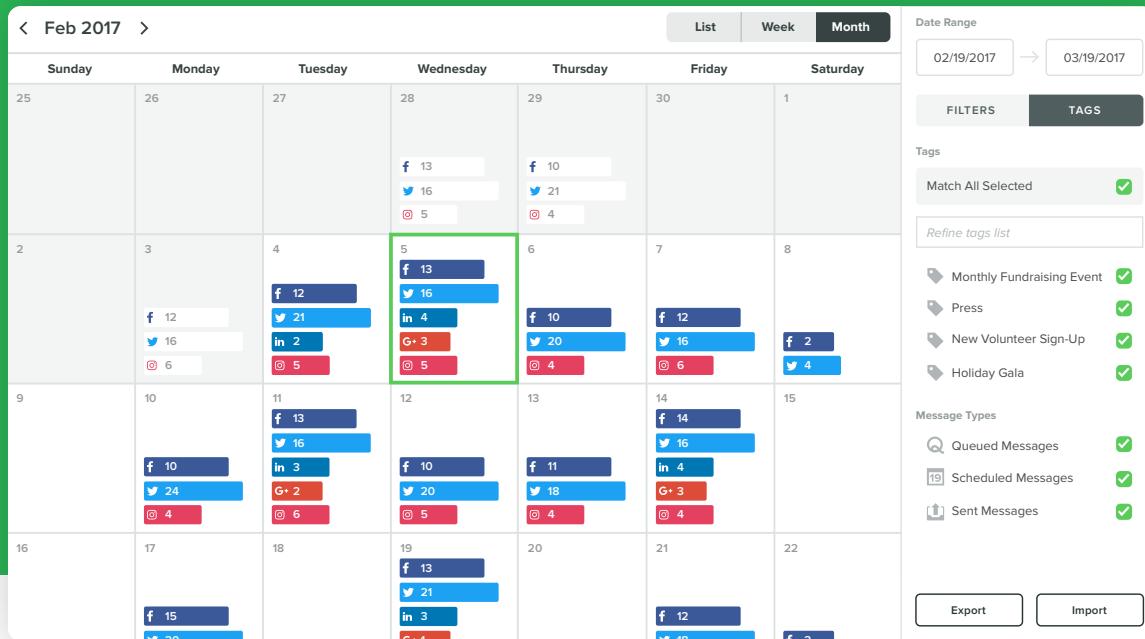 Feb 2017
List Week Month
Sunday Monday Tuesday Wednesday Thursday Friday Saturday
25 26 27 28 29 30 1
f 13 f 10
16 21
5 4
2 3 4 5 6 7 8
f 13
f 12 16
f 12 21 in 4 f 10 f 12
16 in 2 G+ 3 20 16 f 2
6 5 5 4 6 4
9 10 11 12 13 14 15
f 13 f 14
16 16
f 10 in 3 f 10 f 11 in 4
24 G+ 2 20 18 G+ 3
4 6 5 4 4
16 17 18 19 20 21 22
f 13
21
f 15 in 3 f 12
Date Range
02/19/2017 03/19/2017
FILTERS TAGS
Tags
Match All Selected
Refine tags list
Monthly Fundraising Event
Press
New Volunteer Sign-Up
Holiday Gala
Message Types
Queued Messages
19 Scheduled Messages
Sent Messages
Export Import